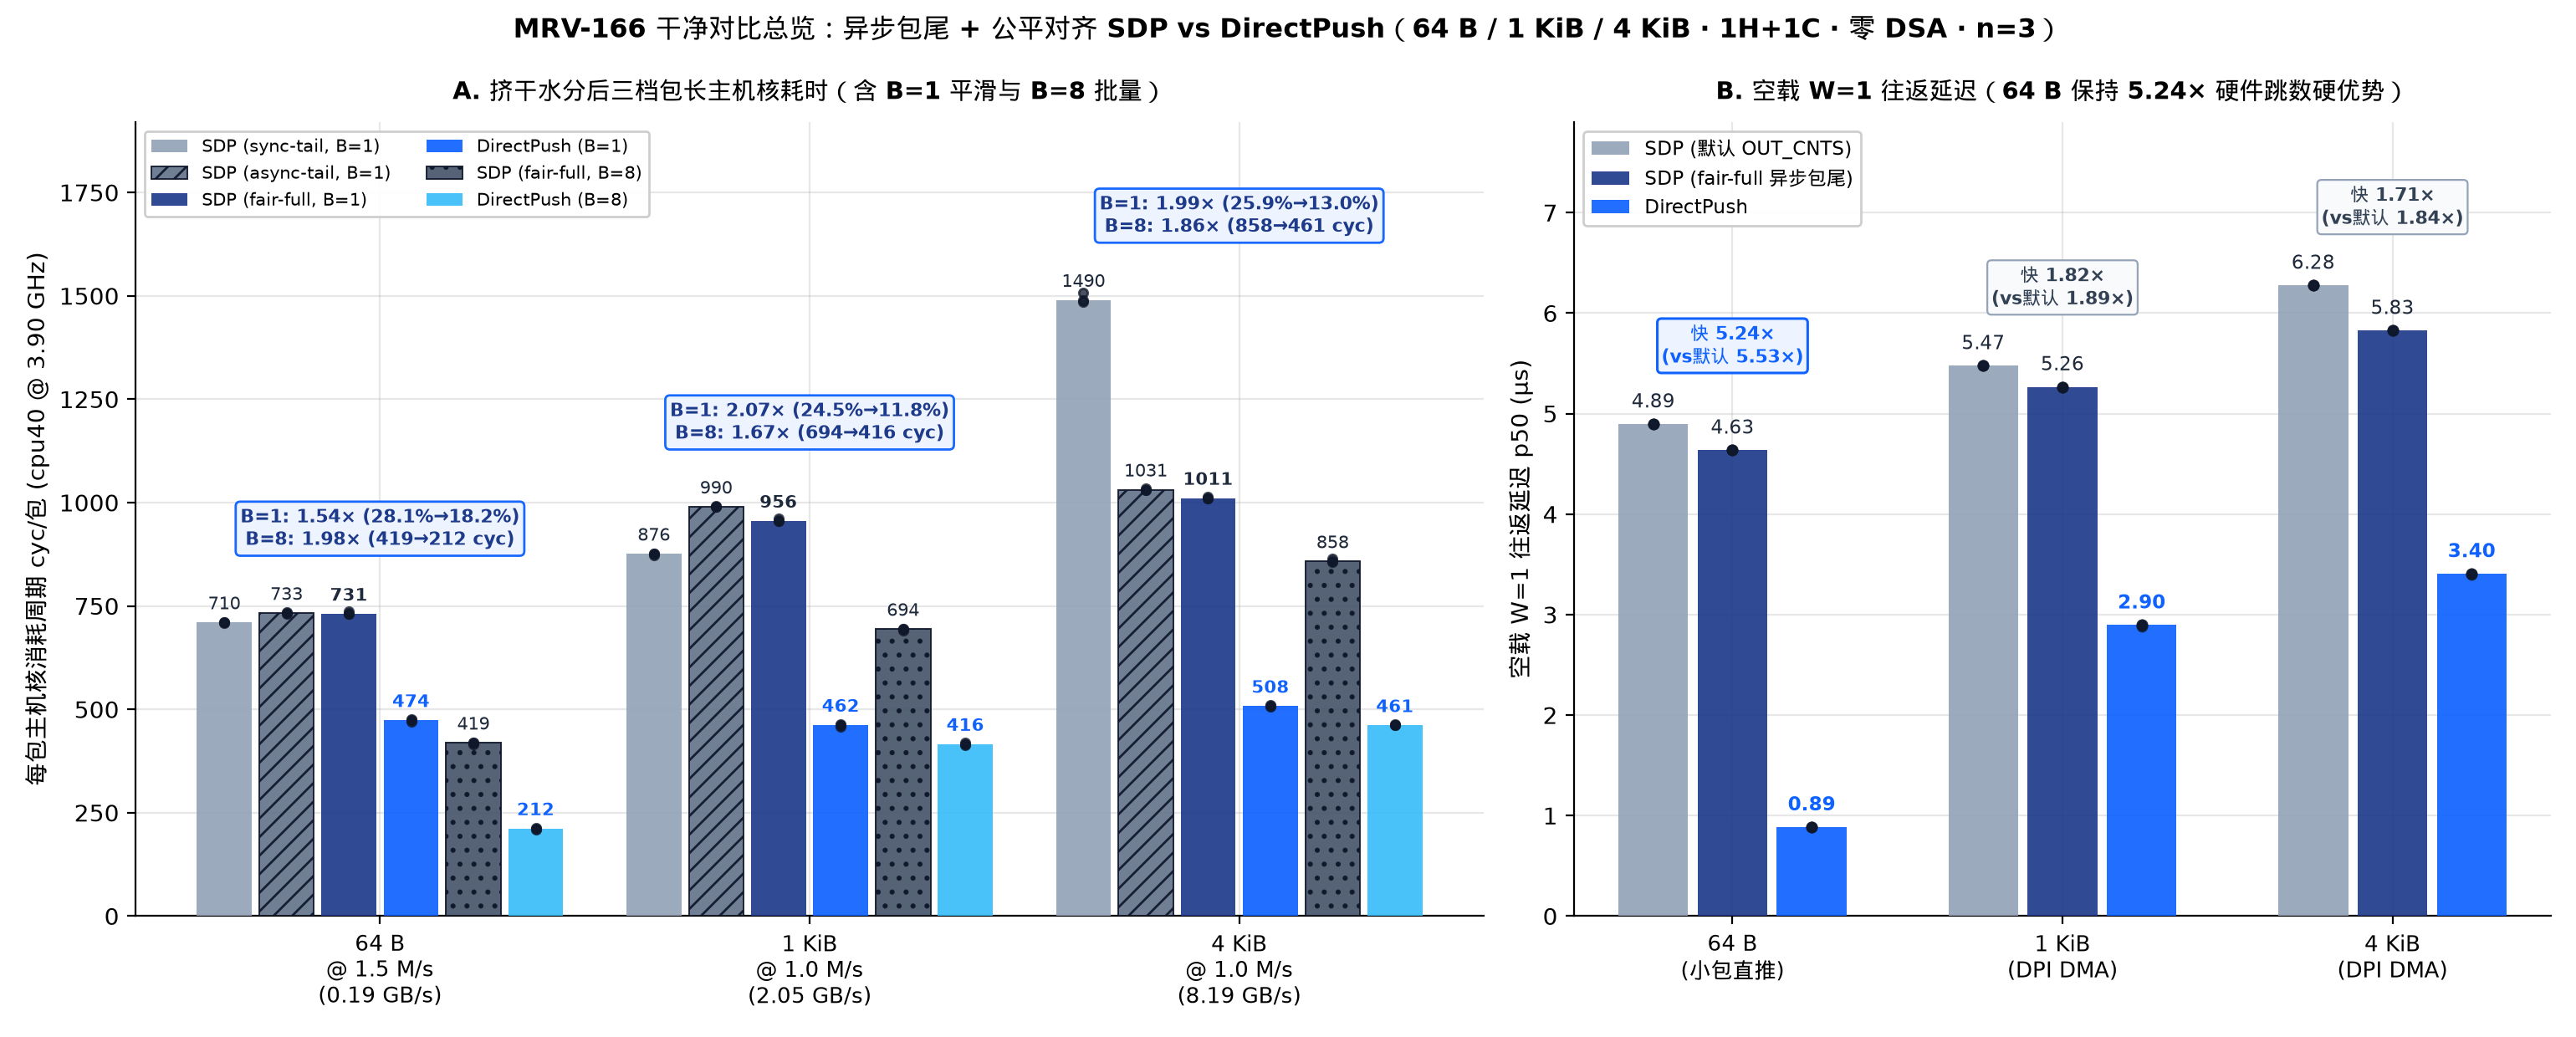 MRV-166 干净对比总览：异步包尾 + 公平对齐 SDP vs DirectPush（64 B / 1 KiB / 4 KiB · 1H+1C · 零 DSA · n=3）
A. 挤干水分后三档包长主机核耗时（含 B=1 平滑与 B=8 批量）
每包主机核消耗周期 cyc/包 (cpu40 @ 3.90 GHz)
SDP (sync-tail, B=1)
SDP (async-tail, B=1)
SDP (fair-full, B=1)
DirectPush (B=1)
SDP (fair-full, B=8)
DirectPush (B=8)
1750
1500
1250
1000
750
500
250
0
B=1: 1.54× (28.1%→18.2%)
B=8: 1.98× (419→212 cyc)
710
733
731
474
419
212
B=1: 2.07× (24.5%→11.8%)
B=8: 1.67× (694→416 cyc)
876
990
956
462
694
416
B=1: 1.99× (25.9%→13.0%)
B=8: 1.86× (858→461 cyc)
1490
1031
1011
508
858
461
64 B
@ 1.5 M/s
(0.19 GB/s)
1 KiB
@ 1.0 M/s
(2.05 GB/s)
4 KiB
@ 1.0 M/s
(8.19 GB/s)
B. 空载 W=1 往返延迟（64 B 保持 5.24× 硬件跳数硬优势）
空载 W=1 往返延迟 p50 (µs)
SDP (默认 OUT_CNTS)
SDP (fair-full 异步包尾)
DirectPush
7
6
5
4
3
2
1
0
快 5.24×
(vs默认 5.53×)
4.89
4.63
0.89
快 1.82×
(vs默认 1.89×)
5.47
5.26
2.90
快 1.71×
(vs默认 1.84×)
6.28
5.83
3.40
64 B
(小包直推)
1 KiB
(DPI DMA)
4 KiB
(DPI DMA)